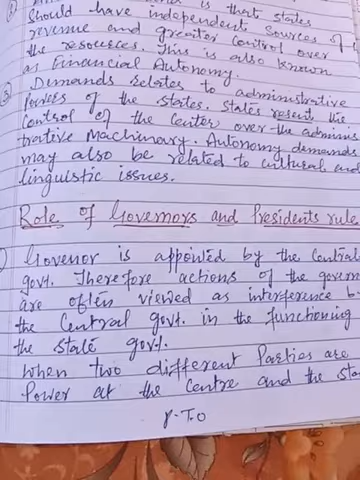 is that states
Should have independent sources of
revenue and greater control over
the resources. This is also known
as Financial Autonomy.
③ Demands relates to administrative
Powers of the states. States resent the
control of the Center over the adminis
trative Machinary. Autonomy demands
may also be related to cultural and
linguistic issues.
Role of Governors and Presidents rule
Govenor is appointed by the Central
govt. Therefore actions of the govern
are often viewed as interference b
the Central govt. in the functioning
the state govt.
When two different Parties are
Power at the Centre and the sta
P.T.O